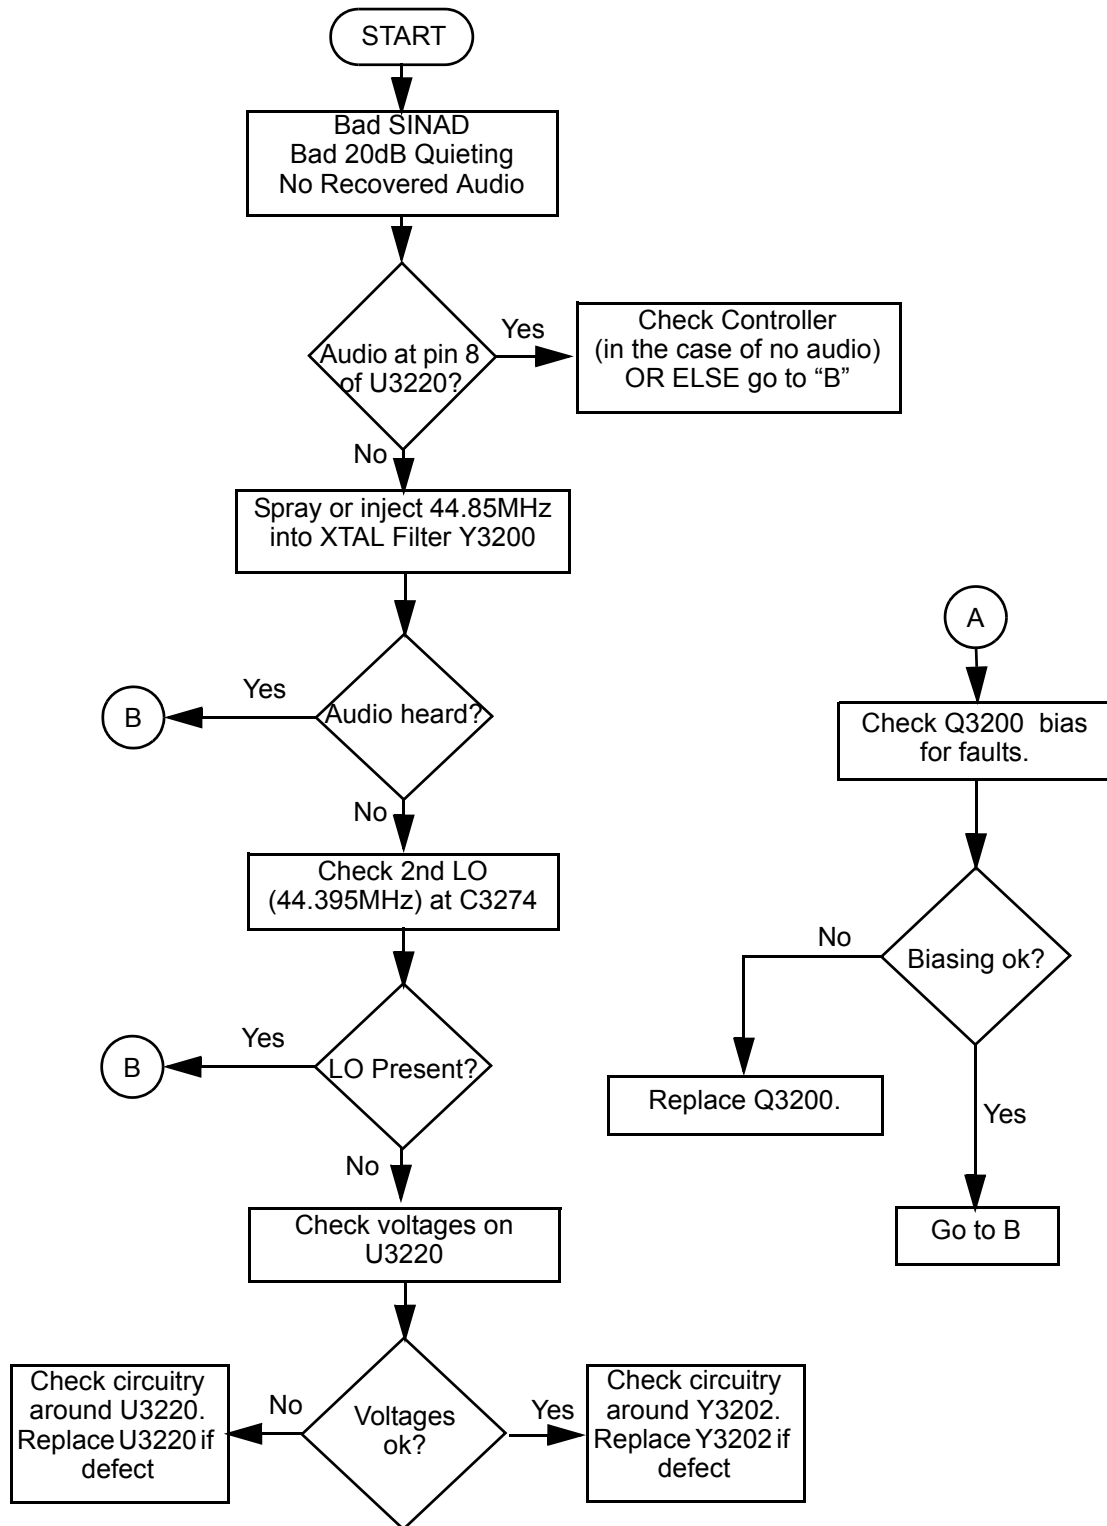 START
Bad SINAD
Bad 20dB Quieting
No Recovered Audio
Audio at pin 8
of U3220?
Yes
Check Controller
(in the case of no audio)
OR ELSE go to “B”
No
Spray or inject 44.85MHz
into XTAL Filter Y3200
Audio heard?
Yes
B
No
Check 2nd LO
(44.395MHz) at C3274
LO Present?
Yes
B
No
Check voltages on
U3220
Voltages
ok?
No
Check circuitry
around U3220.
Replace U3220 if
defect
Yes
Check circuitry
around Y3202.
Replace Y3202 if
defect
A
Check Q3200 bias
for faults.
Biasing ok?
No
Replace Q3200.
Yes
Go to B